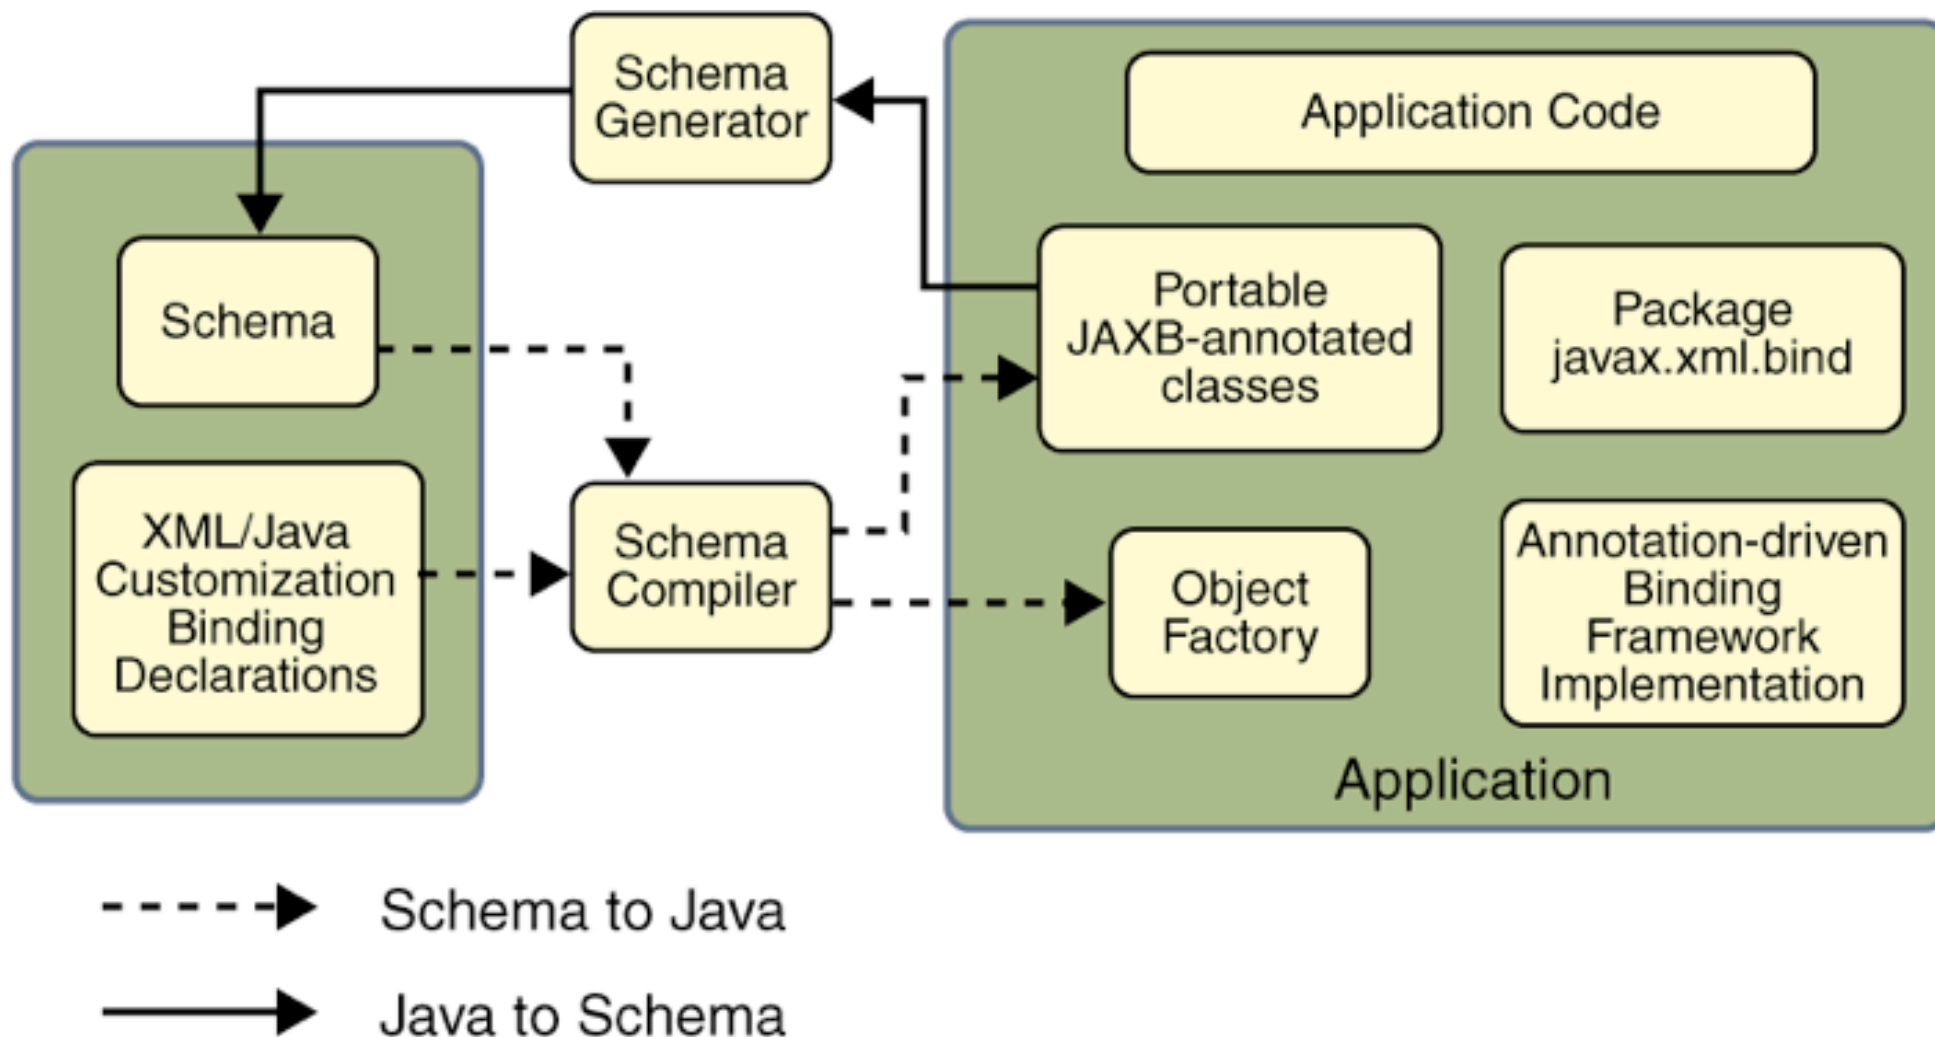 Schema
Generator
Application Code
Schema
Portable
JAXB-annotated
classes
Package
javax.xml.bind
XML/Java
Customization
Binding
Declarations
Schema
Compiler
Object
Factory
Annotation-driven
Binding
Framework
Implementation
Application
Schema to Java
Java to Schema